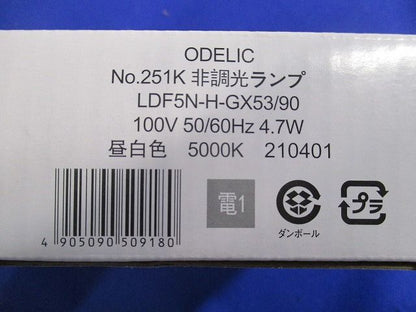 ODELIC
No.251K 非調光ランプ
LDF5N-H-GX53/90
100V 50/60Hz 4.7W
昼白色 5000K 210401
電1
プラ
ダンボール
4 905090 509180